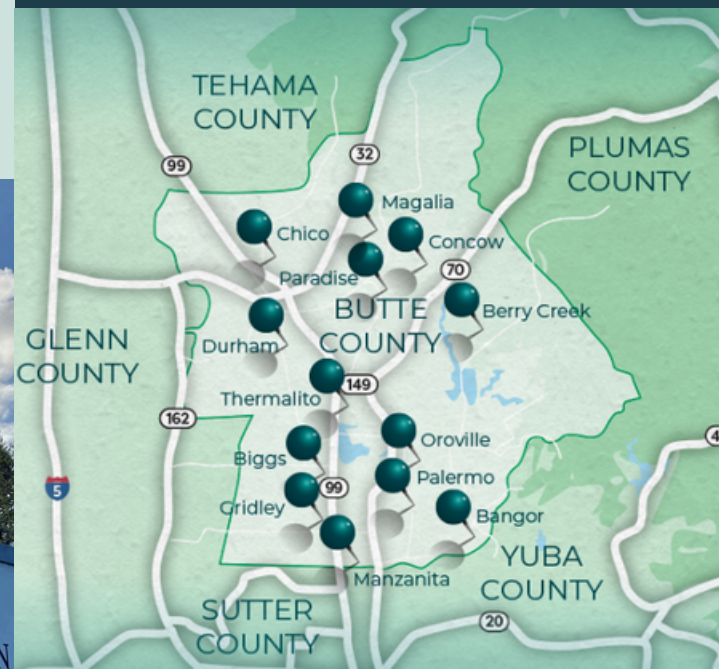 TEHAMA
COUNTY
99
32
PLUMAS
COUNTY
Magalia
Chico
Concow
Paradise
70
BUTTE
COUNTY
Berry Creek
GLENN
COUNTY
Durham
149
Thermalito
162
Oroville
Biggs
Palermo
5
99
Gridley
Bangor
YUBA
COUNTY
Manzanita
SUTTER
COUNTY
20
4
N